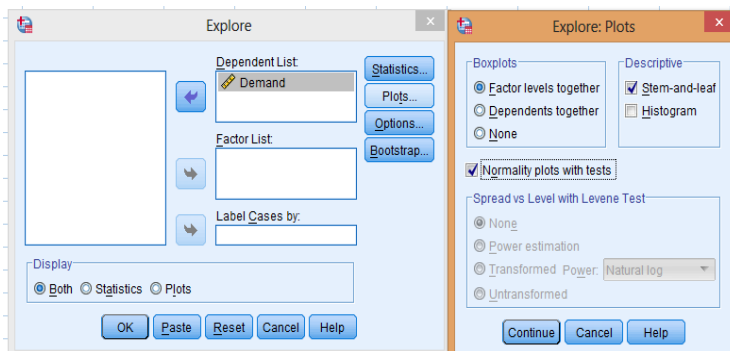 Explore
Dependent List:
Demand
Factor List:
Label Cases by:
Statistics...
Plots...
Options...
Bootstrap...
Display
Both Statistics Plots
OK Paste Reset Cancel Help
Explore: Plots
Boxplots
Factor levels together
Dependents together
None
Descriptive
Stem-and-leaf
Histogram
Normality plots with tests
Spread vs Level with Levene Test
None
Power estimation
Transformed Power: Natural log
Untransformed
Continue Cancel Help